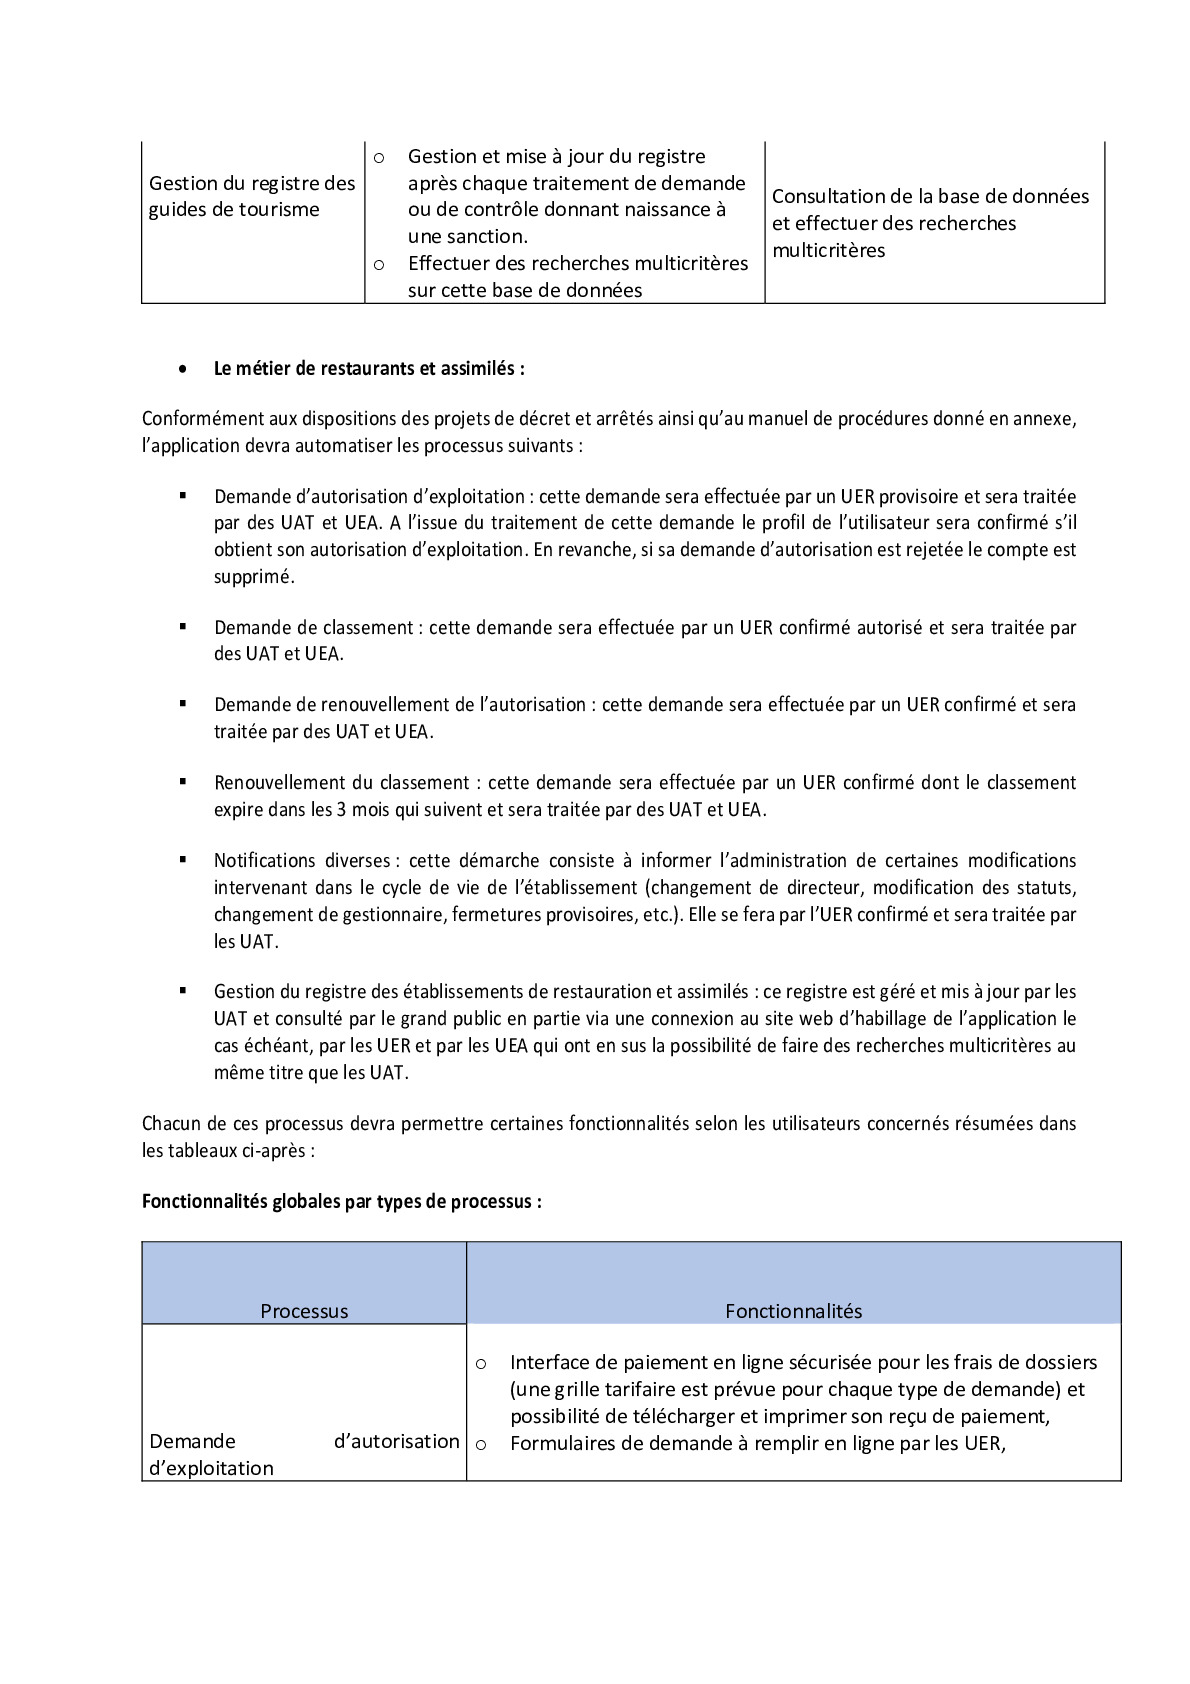 Gestion du registre des
guides de tourisme
o Gestion et mise à jour du registre
après chaque traitement de demande
ou de contrôle donnant naissance à
une sanction.
o Effectuer des recherches multicritères
sur cette base de données
Consultation de la base de données
et effectuer des recherches
multicritères
• Le métier de restaurants et assimilés :
Conformément aux dispositions des projets de décret et arrêtés ainsi qu’au manuel de procédures donné en annexe,
l’application devra automatiser les processus suivants :
▪ Demande d’autorisation d’exploitation : cette demande sera effectuée par un UER provisoire et sera traitée
par des UAT et UEA. A l’issue du traitement de cette demande le profil de l’utilisateur sera confirmé s’il
obtient son autorisation d’exploitation. En revanche, si sa demande d’autorisation est rejetée le compte est
supprimé.
▪ Demande de classement : cette demande sera effectuée par un UER confirmé autorisé et sera traitée par
des UAT et UEA.
▪ Demande de renouvellement de l’autorisation : cette demande sera effectuée par un UER confirmé et sera
traitée par des UAT et UEA.
▪ Renouvellement du classement : cette demande sera effectuée par un UER confirmé dont le classement
expire dans les 3 mois qui suivent et sera traitée par des UAT et UEA.
▪ Notifications diverses : cette démarche consiste à informer l’administration de certaines modifications
intervenant dans le cycle de vie de l’établissement (changement de directeur, modification des statuts,
changement de gestionnaire, fermetures provisoires, etc.). Elle se fera par l’UER confirmé et sera traitée par
les UAT.
▪ Gestion du registre des établissements de restauration et assimilés : ce registre est géré et mis à jour par les
UAT et consulté par le grand public en partie via une connexion au site web d’habillage de l’application le
cas échéant, par les UER et par les UEA qui ont en sus la possibilité de faire des recherches multicritères au
même titre que les UAT.
Chacun de ces processus devra permettre certaines fonctionnalités selon les utilisateurs concernés résumées dans
les tableaux ci-après :
Fonctionnalités globales par types de processus :
Processus
Fonctionnalités
Demande d’autorisation
d’exploitation
o Interface de paiement en ligne sécurisée pour les frais de dossiers
(une grille tarifaire est prévue pour chaque type de demande) et
possibilité de télécharger et imprimer son reçu de paiement,
o Formulaires de demande à remplir en ligne par les UER,